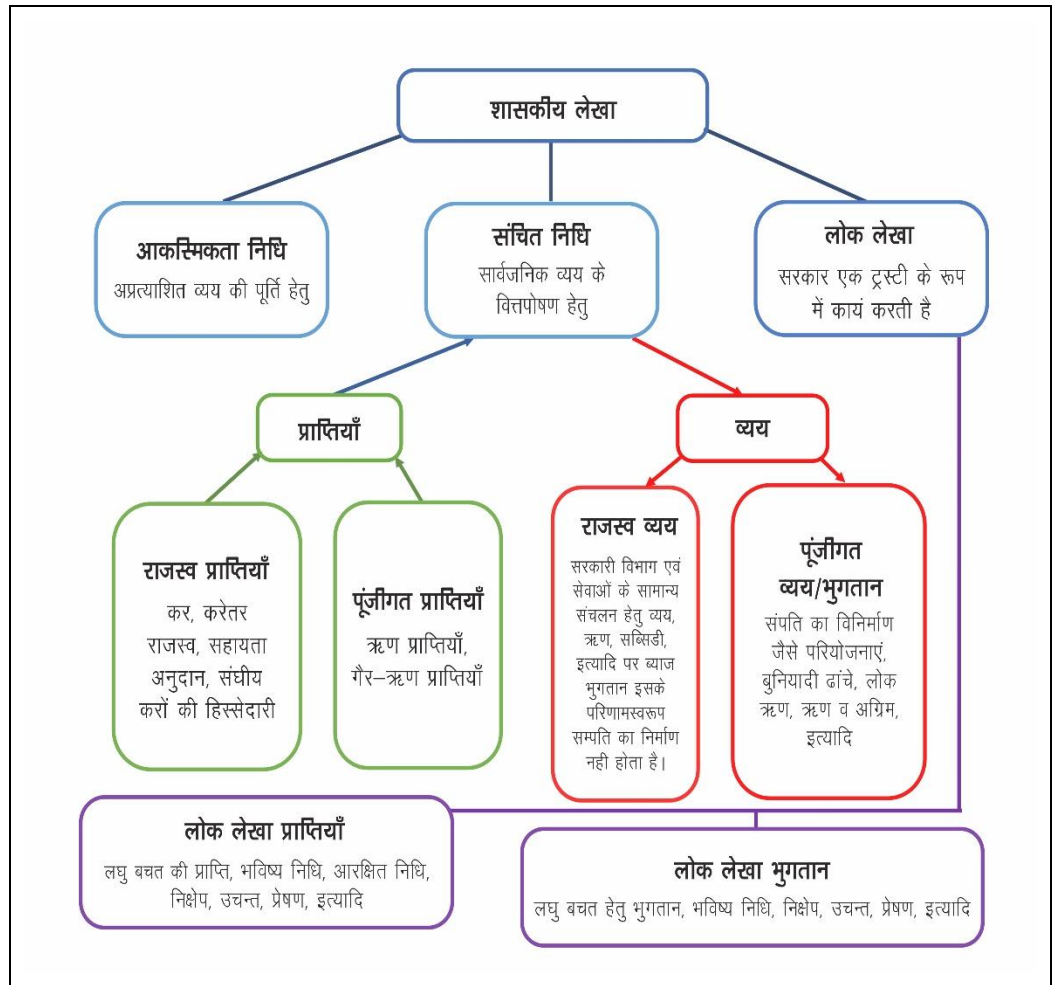 शासकीय लेखा
आकस्मिकता निधि
अप्रत्याशित व्यय की पूर्ति हेतु
संचित निधि
सार्वजनिक व्यय के
वित्तपोषण हेतु
लोक लेखा
सरकार एक ट्रस्टी के रूप
में कायं करती है
प्राप्तियाँ
व्यय
राजस्व प्राप्तियाँ
कर, करेतर
राजस्व, सहायता
अनुदान, संघीय
करों की हिस्सेदारी
पूंजीगत प्राप्तियाँ
ऋण प्राप्तियाँ,
गैर–ऋण प्राप्तियाँ
राजस्व व्यय
सरकारी विभाग एवं
सेवाओं के सामान्य
संचलन हेतु व्यय,
ऋण, सब्सिडी,
इत्यादि पर ब्याज
भुगतान इसके
परिणामस्वरूप
सम्पति का निर्माण
नही होता है।
पूंजीगत
व्यय/भुगतान
संपति का विनिर्माण
जैसे परियोजनाएं,
बुनियादी ढांचे, लोक
ऋण, ऋण व अग्रिम,
इत्यादि
लोक लेखा प्राप्तियाँ
लघु बचत की प्राप्ति, भविष्य निधि, आरक्षित निधि,
निक्षेप, उचन्त, प्रेषण, इत्यादि
लोक लेखा भुगतान
लघु बचत हेतु भुगतान, भविष्य निधि, निक्षेप, उचन्त, प्रेषण, इत्यादि